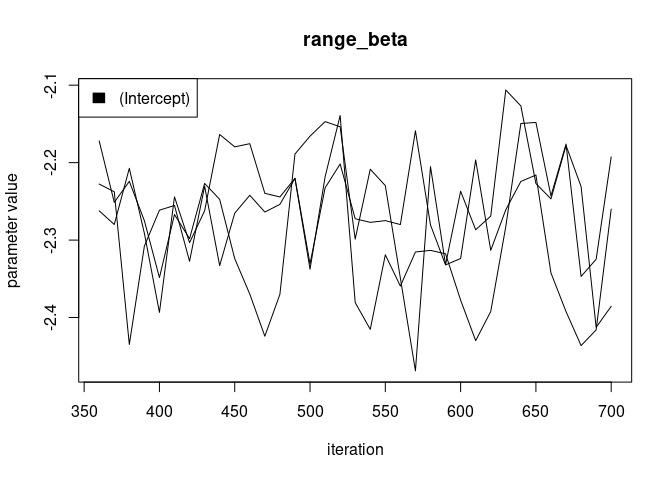 range_beta
(Intercept)
parameter value
-2.1
-2.2
-2.3
-2.4
350 400 450 500 550 600 650 700
iteration